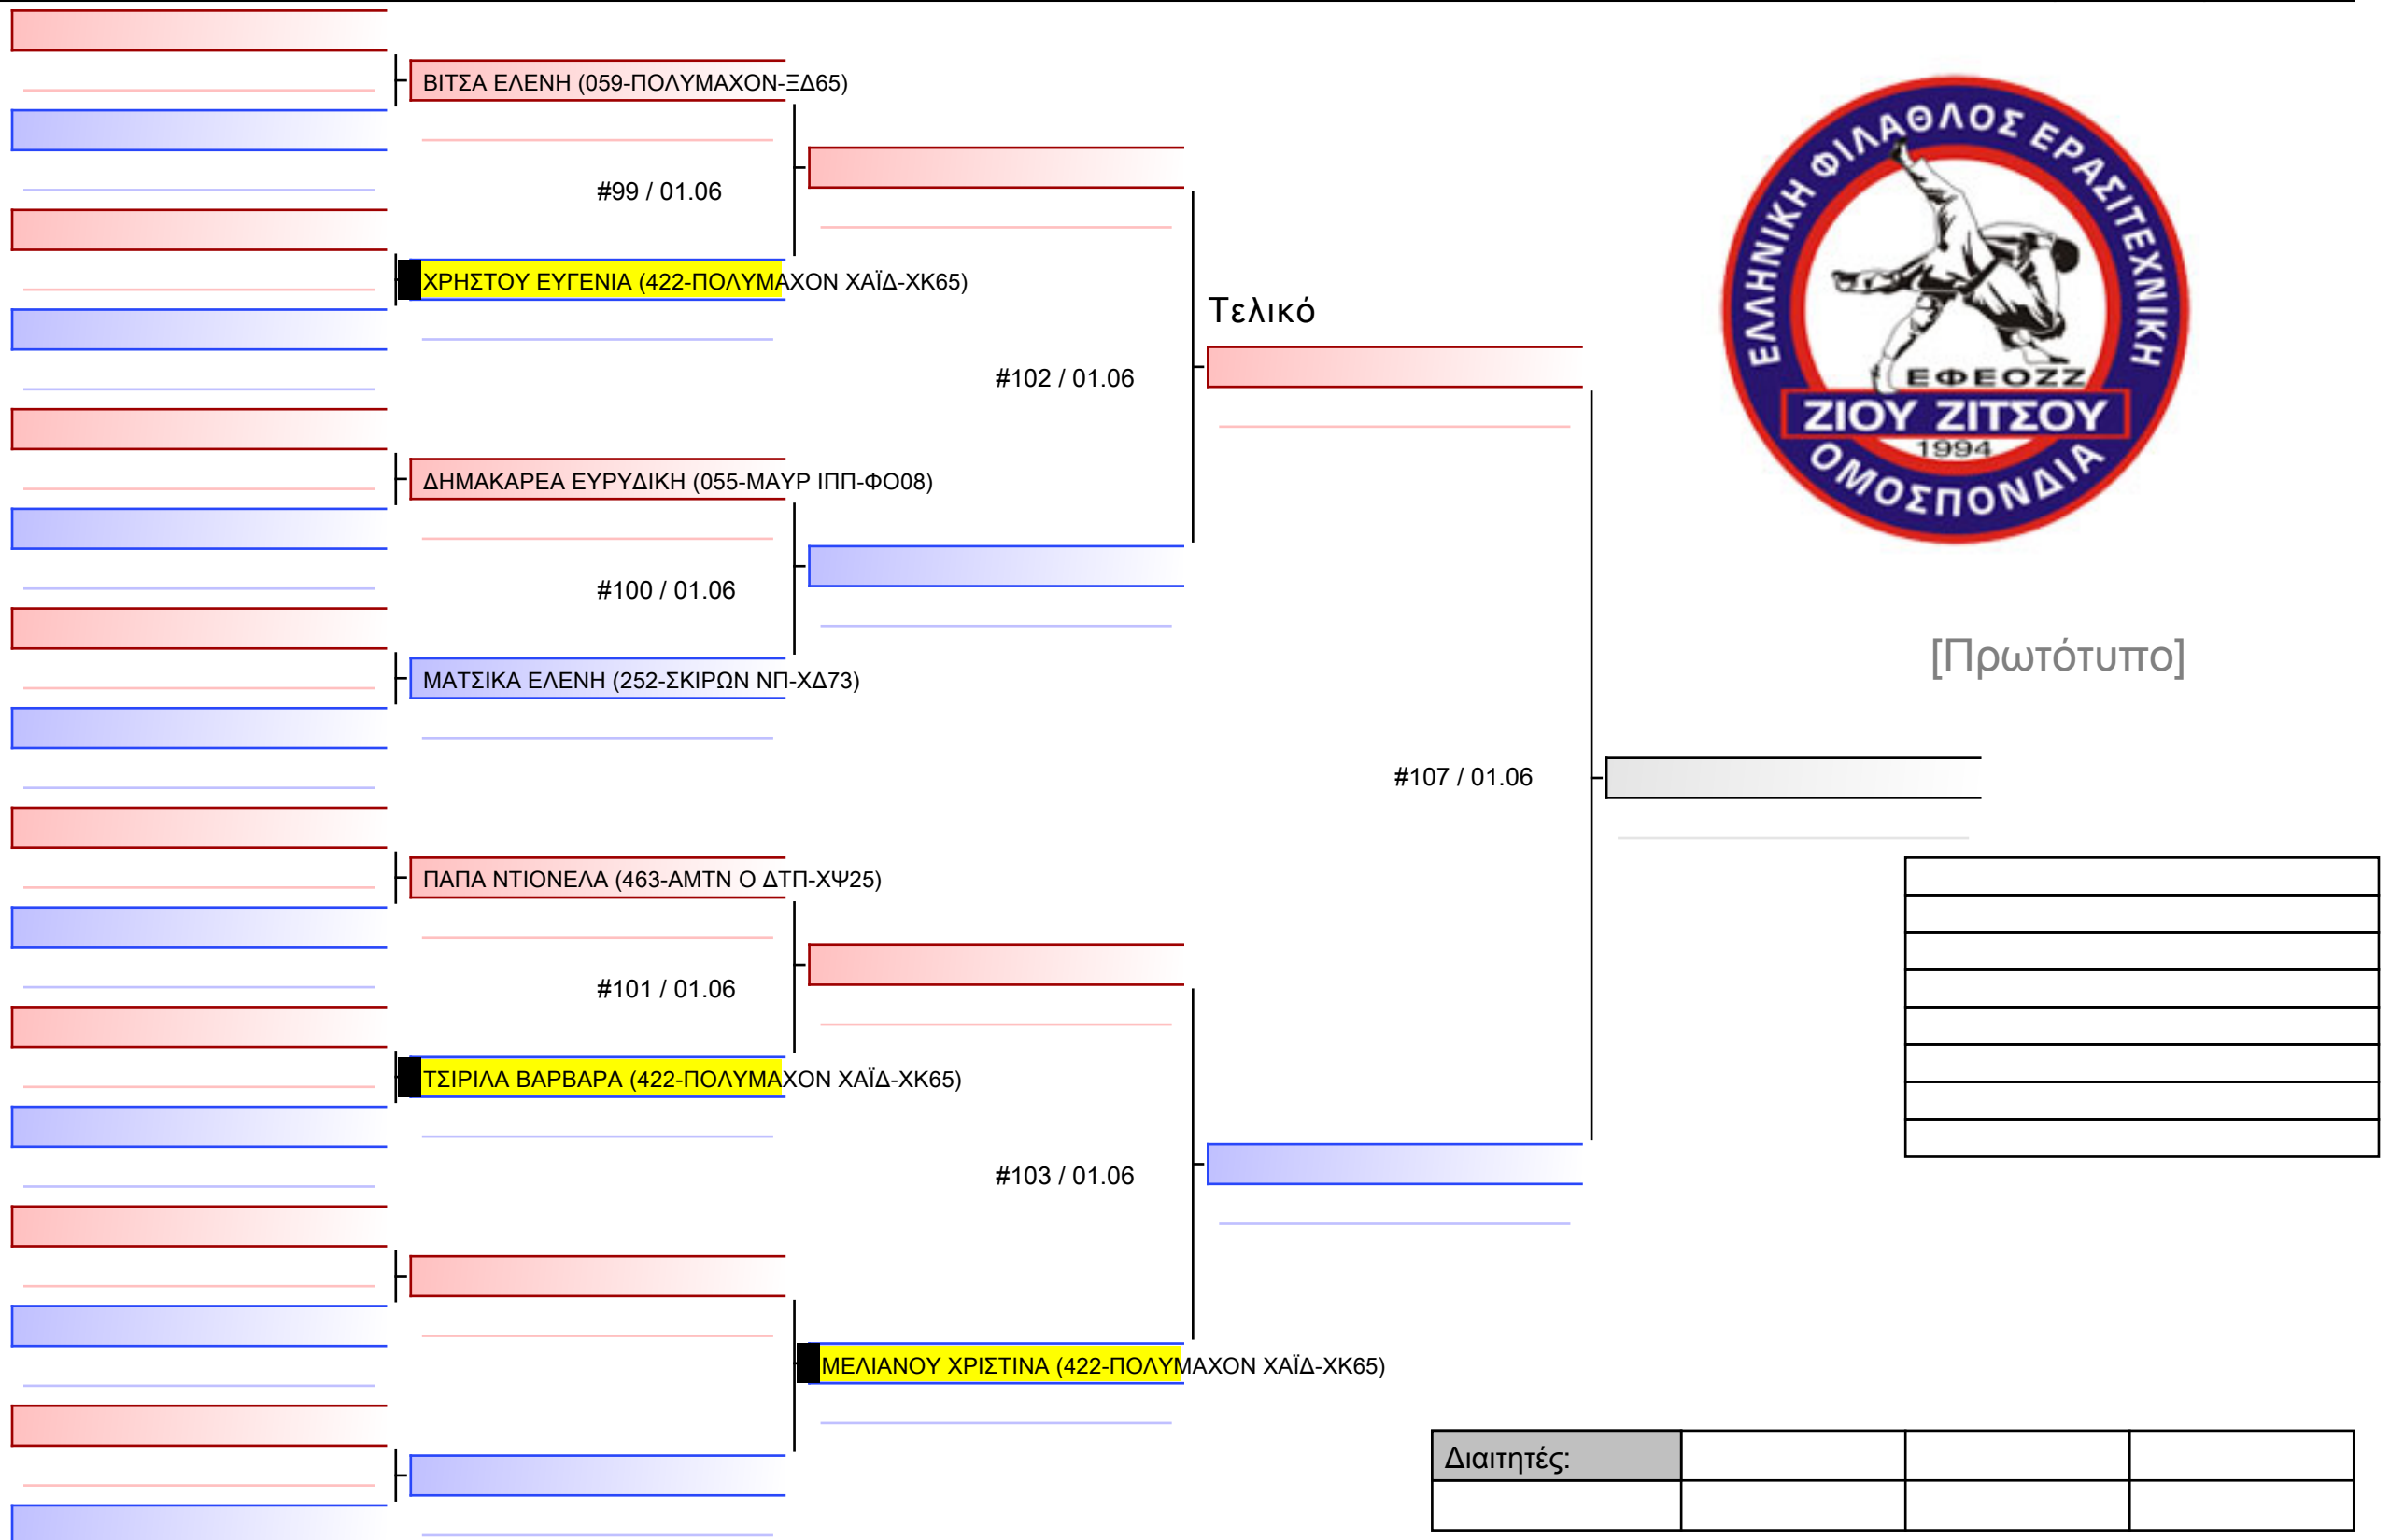 ΒΙΤΣΑ ΕΛΕΝΗ (059-ΠΟΛΥΜΑΧΟΝ-ΞΔ65)
#99 / 01.06
ΧΡΗΣΤΟΥ ΕΥΓΕΝΙΑ (422-ΠΟΛΥΜΑΧΟΝ ΧΑΪΔ-ΧΚ65)
Τελικό
#102 / 01.06
ΔΗΜΑΚΑΡΕΑ ΕΥΡΥΔΙΚΗ (055-ΜΑΥΡ ΙΠΠ-ΦΟ08)
#100 / 01.06
ΜΑΤΣΙΚΑ ΕΛΕΝΗ (252-ΣΚΙΡΩΝ ΝΠ-ΧΔ73)
#107 / 01.06
ΠΑΠΑ ΝΤΙΟΝΕΛΑ (463-ΑΜΤΝ Ο ΔΤΠ-ΧΨ25)
#101 / 01.06
ΤΣΙΡΙΛΑ ΒΑΡΒΑΡΑ (422-ΠΟΛΥΜΑΧΟΝ ΧΑΪΔ-ΧΚ65)
#103 / 01.06
ΜΕΛΙΑΝΟΥ ΧΡΙΣΤΙΝΑ (422-ΠΟΛΥΜΑΧΟΝ ΧΑΪΔ-ΧΚ65)
ΕΛΛΗΝΙΚΗ ΦΙΛΑΘΛΟΣ ΕΡΑΣΙΤΕΧΝΙΚΗ
ΕΦΕΟΖΖ
ΖΙΟΥ ΖΙΤΣΟΥ
1994
ΟΜΟΣΠΟΝΔΙΑ
[Πρωτότυπο]
Διαιτητές: